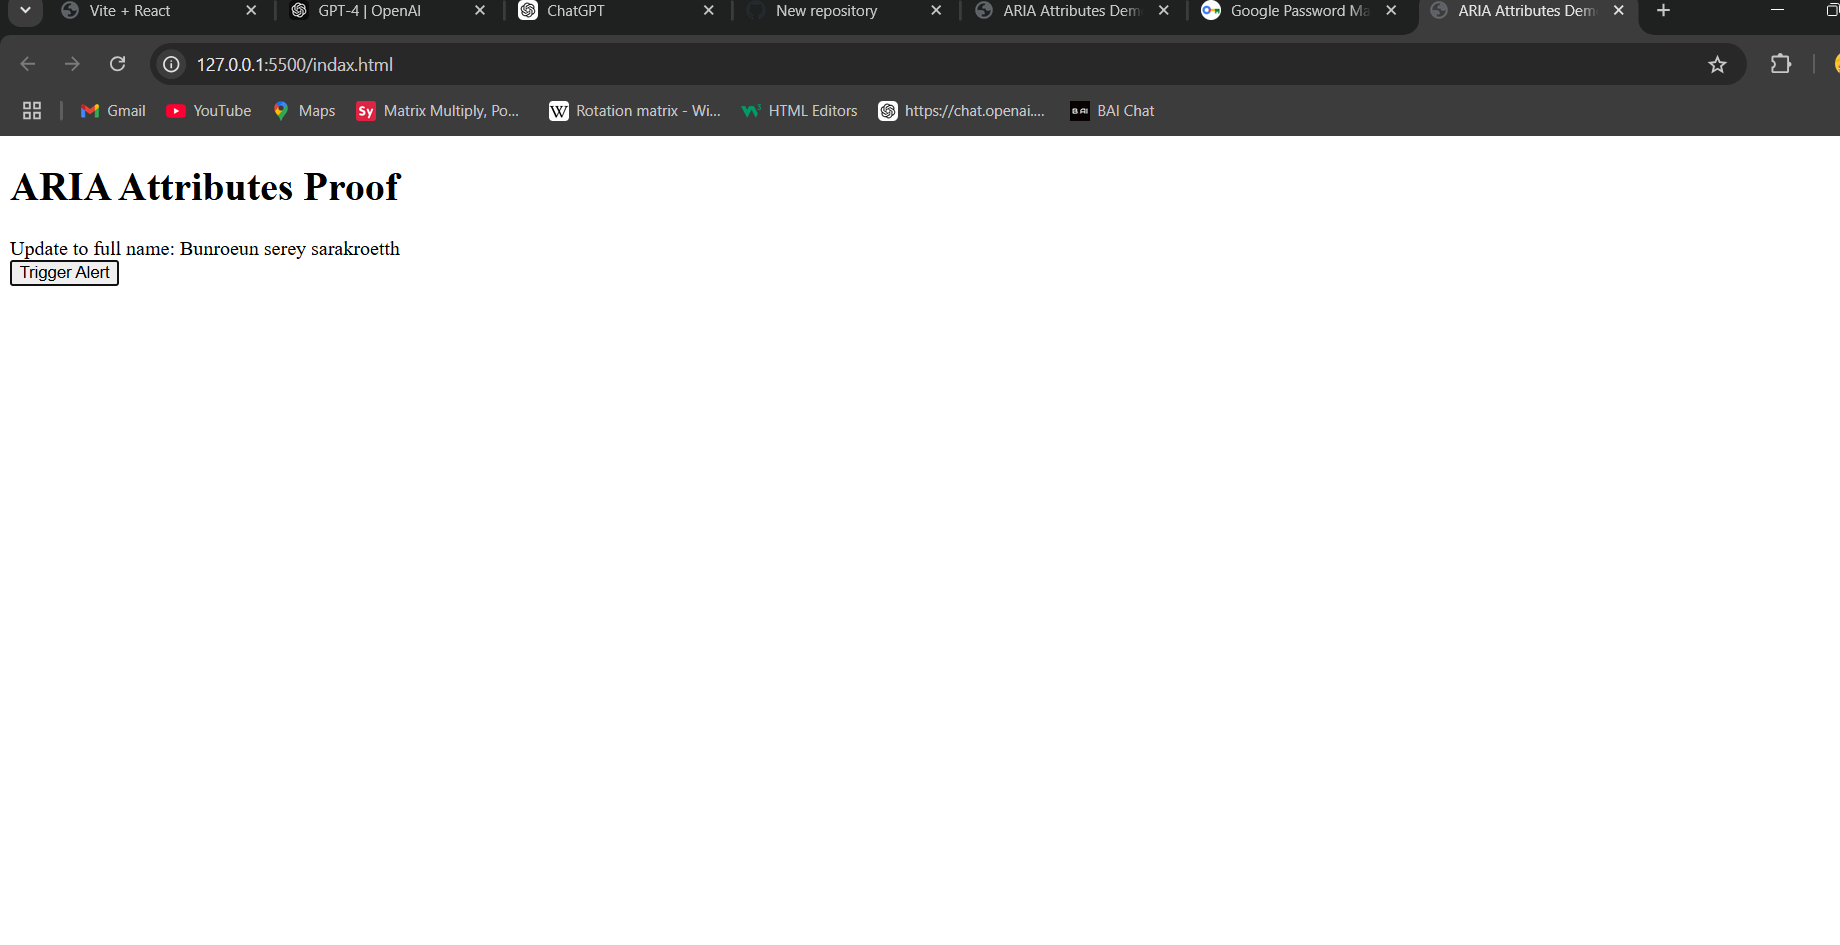 Vite + React
GPT-4 | OpenAI
ChatGPT
New repository
ARIA Attributes Dem
Google Password Ma
ARIA Attributes Dem
127.0.0.1:5500/indax.html
Gmail
YouTube
Maps
Sy
Matrix Multiply, Po...
W
Rotation matrix - Wi...
HTML Editors
https://chat.openai....
B AI
BAI Chat
ARIA Attributes Proof
Update to full name: Bunroeun serey sarakroetth
Trigger Alert